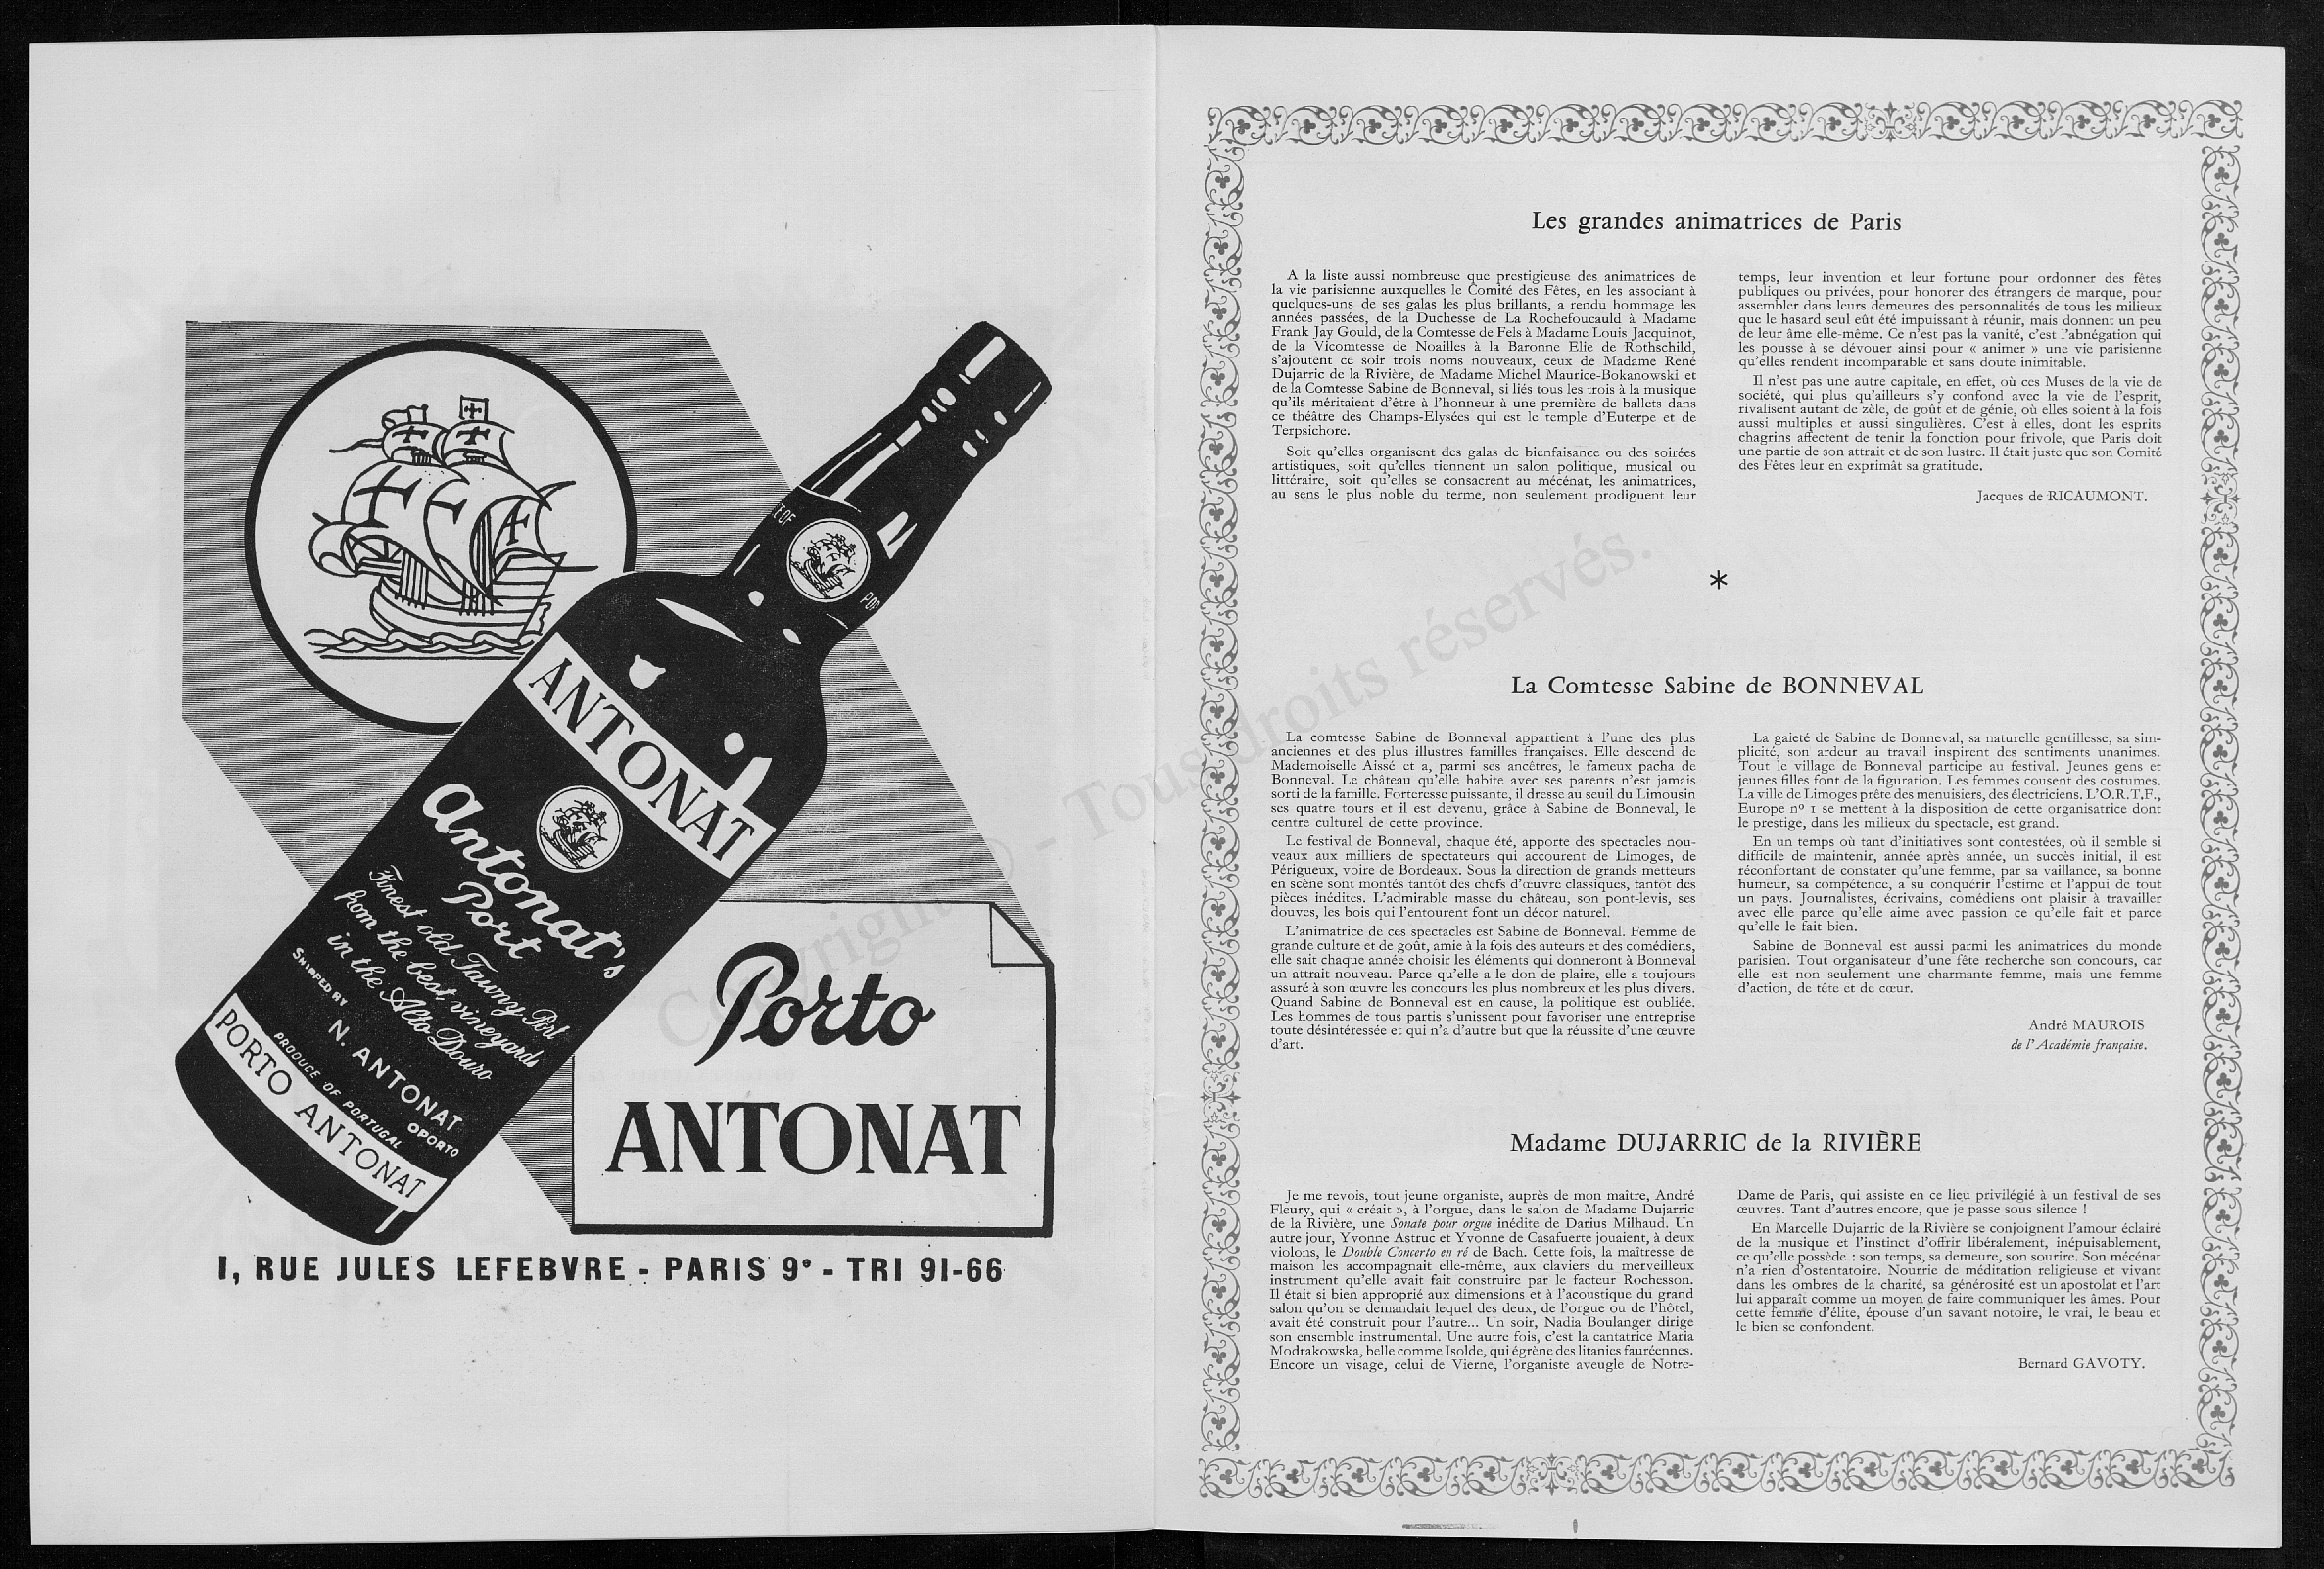 E OF
POR
ANTONAT
Antonat's
Port
Finest old Tawny Port
from the best vineyards
in the Alto Douro
SHIPPED BY
N. ANTONAT
OPORTO
PRODUCE OF PORTUGAL
PORTO ANTONAT
Porto
ANTONAT
1, RUE JULES LEFEBVRE - PARIS 9e - TRI 91-66
Copyright © - Tous droits réservés.
Les grandes animatrices de Paris
A la liste aussi nombreuse que prestigieuse des animatrices de
la vie parisienne auxquelles le Comité des Fêtes, en les associant à
quelques-uns de ses galas les plus brillants, a rendu hommage les
années passées, de la Duchesse de La Rochefoucauld à Madame
Frank Jay Gould, de la Comtesse de Fels à Madame Louis Jacquinot,
de la Vicomtesse de Noailles à la Baronne Elie de Rothschild,
s'ajoutent ce soir trois noms nouveaux, ceux de Madame René
Dujarric de la Rivière, de Madame Michel Maurice-Bokanowski et
de la Comtesse Sabine de Bonneval, si liés tous les trois à la musique
qu'ils méritaient d'être à l'honneur à une première de ballets dans
ce théâtre des Champs-Elysées qui est le temple d'Euterpe et de
Terpsichore.
Soit qu'elles organisent des galas de bienfaisance ou des soirées
artistiques, soit qu'elles tiennent un salon politique, musical ou
littéraire, soit qu'elles se consacrent au mécénat, les animatrices,
au sens le plus noble du terme, non seulement prodiguent leur
temps, leur invention et leur fortune pour ordonner des fêtes
publiques ou privées, pour honorer des étrangers de marque, pour
assembler dans leurs demeures des personnalités de tous les milieux
que le hasard seul eût été impuissant à réunir, mais donnent un peu
de leur âme elle-même. Ce n'est pas la vanité, c'est l'abnégation qui
les pousse à se dévouer ainsi pour « animer » une vie parisienne
qu'elles rendent incomparable et sans doute inimitable.
Il n'est pas une autre capitale, en effet, où ces Muses de la vie de
société, qui plus qu'ailleurs s'y confond avec la vie de l'esprit,
rivalisent autant de zèle, de goût et de génie, où elles soient à la fois
aussi multiples et aussi singulières. C'est à elles, dont les esprits
chagrins affectent de tenir la fonction pour frivole, que Paris doit
une partie de son attrait et de son lustre. Il était juste que son Comité
des Fêtes leur en exprimât sa gratitude.
Jacques de RICAUMONT.
*
La Comtesse Sabine de BONNEVAL
La comtesse Sabine de Bonneval appartient à l'une des plus
anciennes et des plus illustres familles françaises. Elle descend de
Mademoiselle Aïssé et a, parmi ses ancêtres, le fameux pacha de
Bonneval. Le château qu'elle habite avec ses parents n'est jamais
sorti de la famille. Forteresse puissante, il dresse au seuil du Limousin
ses quatre tours et il est devenu, grâce à Sabine de Bonneval, le
centre culturel de cette province.
Le festival de Bonneval, chaque été, apporte des spectacles nou-
veaux aux milliers de spectateurs qui accourent de Limoges, de
Périgueux, voire de Bordeaux. Sous la direction de grands metteurs
en scène sont montés tantôt des chefs d'œuvre classiques, tantôt des
pièces inédites. L'admirable masse du château, son pont-levis, ses
douves, les bois qui l'entourent font un décor naturel.
L'animatrice de ces spectacles est Sabine de Bonneval. Femme de
grande culture et de goût, amie à la fois des auteurs et des comédiens,
elle sait chaque année choisir les éléments qui donneront à Bonneval
un attrait nouveau. Parce qu'elle a le don de plaire, elle a toujours
assuré à son œuvre les concours les plus nombreux et les plus divers.
Quand Sabine de Bonneval est en cause, la politique est oubliée.
Les hommes de tous partis s'unissent pour favoriser une entreprise
toute désintéressée et qui n'a d'autre but que la réussite d'une œuvre
d'art.
La gaieté de Sabine de Bonneval, sa naturelle gentillesse, sa sim-
plicité, son ardeur au travail inspirent des sentiments unanimes.
Tout le village de Bonneval participe au festival. Jeunes gens et
jeunes filles font de la figuration. Les femmes cousent des costumes.
La ville de Limoges prête des menuisiers, des électriciens. L'O.R.T.F.,
Europe nº 1 se mettent à la disposition de cette organisatrice dont
le prestige, dans les milieux du spectacle, est grand.
En un temps où tant d'initiatives sont contestées, où il semble si
difficile de maintenir, année après année, un succès initial, il est
réconfortant de constater qu'une femme, par sa vaillance, sa bonne
humeur, sa compétence, a su conquérir l'estime et l'appui de tout
un pays. Journalistes, écrivains, comédiens ont plaisir à travailler
avec elle parce qu'elle aime avec passion ce qu'elle fait et parce
qu'elle le fait bien.
Sabine de Bonneval est aussi parmi les animatrices du monde
parisien. Tout organisateur d'une fête recherche son concours, car
elle est non seulement une charmante femme, mais une femme
d'action, de tête et de cœur.
André MAUROIS
de l'Académie française.
Madame DUJARRIC de la RIVIÈRE
Je me revois, tout jeune organiste, auprès de mon maître, André
Fleury, qui « créait », à l'orgue, dans le salon de Madame Dujarric
de la Rivière, une Sonate pour orgue inédite de Darius Milhaud. Un
autre jour, Yvonne Astruc et Yvonne de Casafuerte jouaient, à deux
violons, le Double Concerto en ré de Bach. Cette fois, la maîtresse de
maison les accompagnait elle-même, aux claviers du merveilleux
instrument qu'elle avait fait construire par le facteur Rochesson.
Il était si bien approprié aux dimensions et à l'acoustique du grand
salon qu'on se demandait lequel des deux, de l'orgue ou de l'hôtel,
avait été construit pour l'autre... Un soir, Nadia Boulanger dirige
son ensemble instrumental. Une autre fois, c'est la cantatrice Maria
Modrakowska, belle comme Isolde, qui égrène des litanies fauréennes.
Encore un visage, celui de Vierne, l'organiste aveugle de Notre-
Dame de Paris, qui assiste en ce lieu privilégié à un festival de ses
œuvres. Tant d'autres encore, que je passe sous silence !
En Marcelle Dujarric de la Rivière se conjoignent l'amour éclairé
de la musique et l'instinct d'offrir libéralement, inépuisablement,
ce qu'elle possède : son temps, sa demeure, son sourire. Son mécénat
n'a rien d'ostentatoire. Nourrie de méditation religieuse et vivant
dans les ombres de la charité, sa générosité est un apostolat et l'art
lui apparaît comme un moyen de faire communiquer les âmes. Pour
cette femme d'élite, épouse d'un savant notoire, le vrai, le beau et
le bien se confondent.
Bernard GAVOTY.